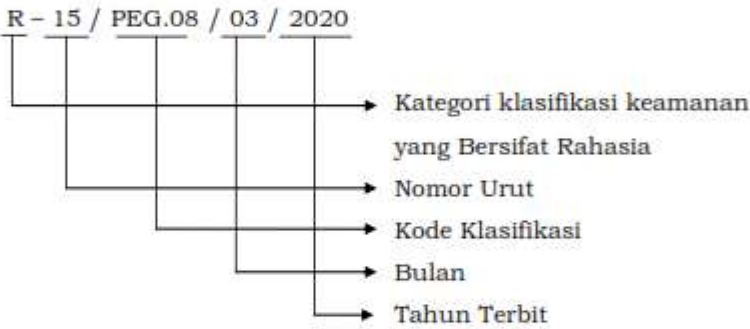 R – 15 / PEG.08 / 03 / 2020
Kategori klasifikasi keamanan
yang Bersifat Rahasia
Nomor Urut
Kode Klasifikasi
Bulan
Tahun Terbit